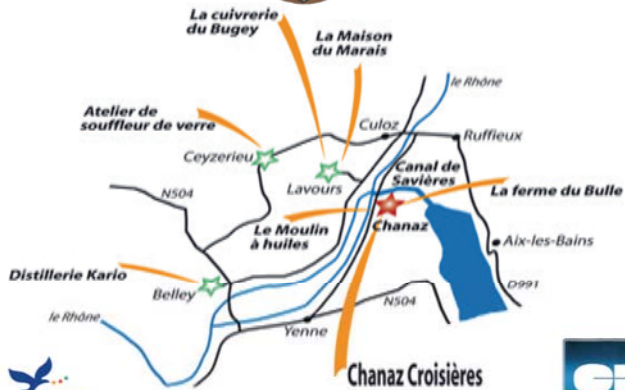 La cuivrerie
du Bugey
La Maison
du Marais
le Rhône
Atelier de
souffleur de verre
Culoz
Ruffieux
Ceyzerieu
Canal de
Savières
Lavours
La ferme du Bulle
N504
Le Moulin
à huiles
Chanaz
Aix-les-Bains
Distillerie Kario
Belley
D991
N504
le Rhône
Yenne
Chanaz Croisières